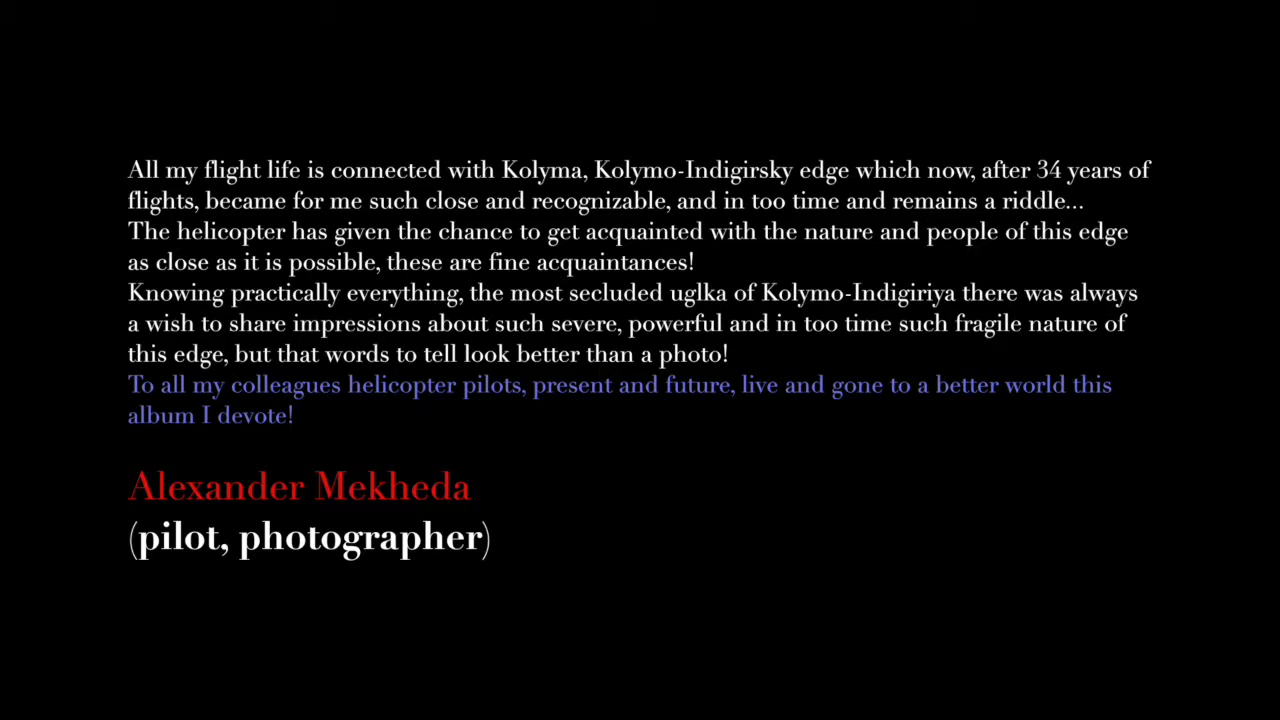 All my flight life is connected with Kolyma, Kolymo-Indigirsky edge which now, after 34 years of
flights, became for me such close and recognizable, and in too time and remains a riddle...
The helicopter has given the chance to get acquainted with the nature and people of this edge
as close as it is possible, these are fine acquaintances!
Knowing practically everything, the most secluded uglka of Kolymo-Indigiriya there was always
a wish to share impressions about such severe, powerful and in too time such fragile nature of
this edge, but that words to tell look better than a photo!
To all my colleagues helicopter pilots, present and future, live and gone to a better world this
album I devote!
Alexander Mekheda
(pilot, photographer)